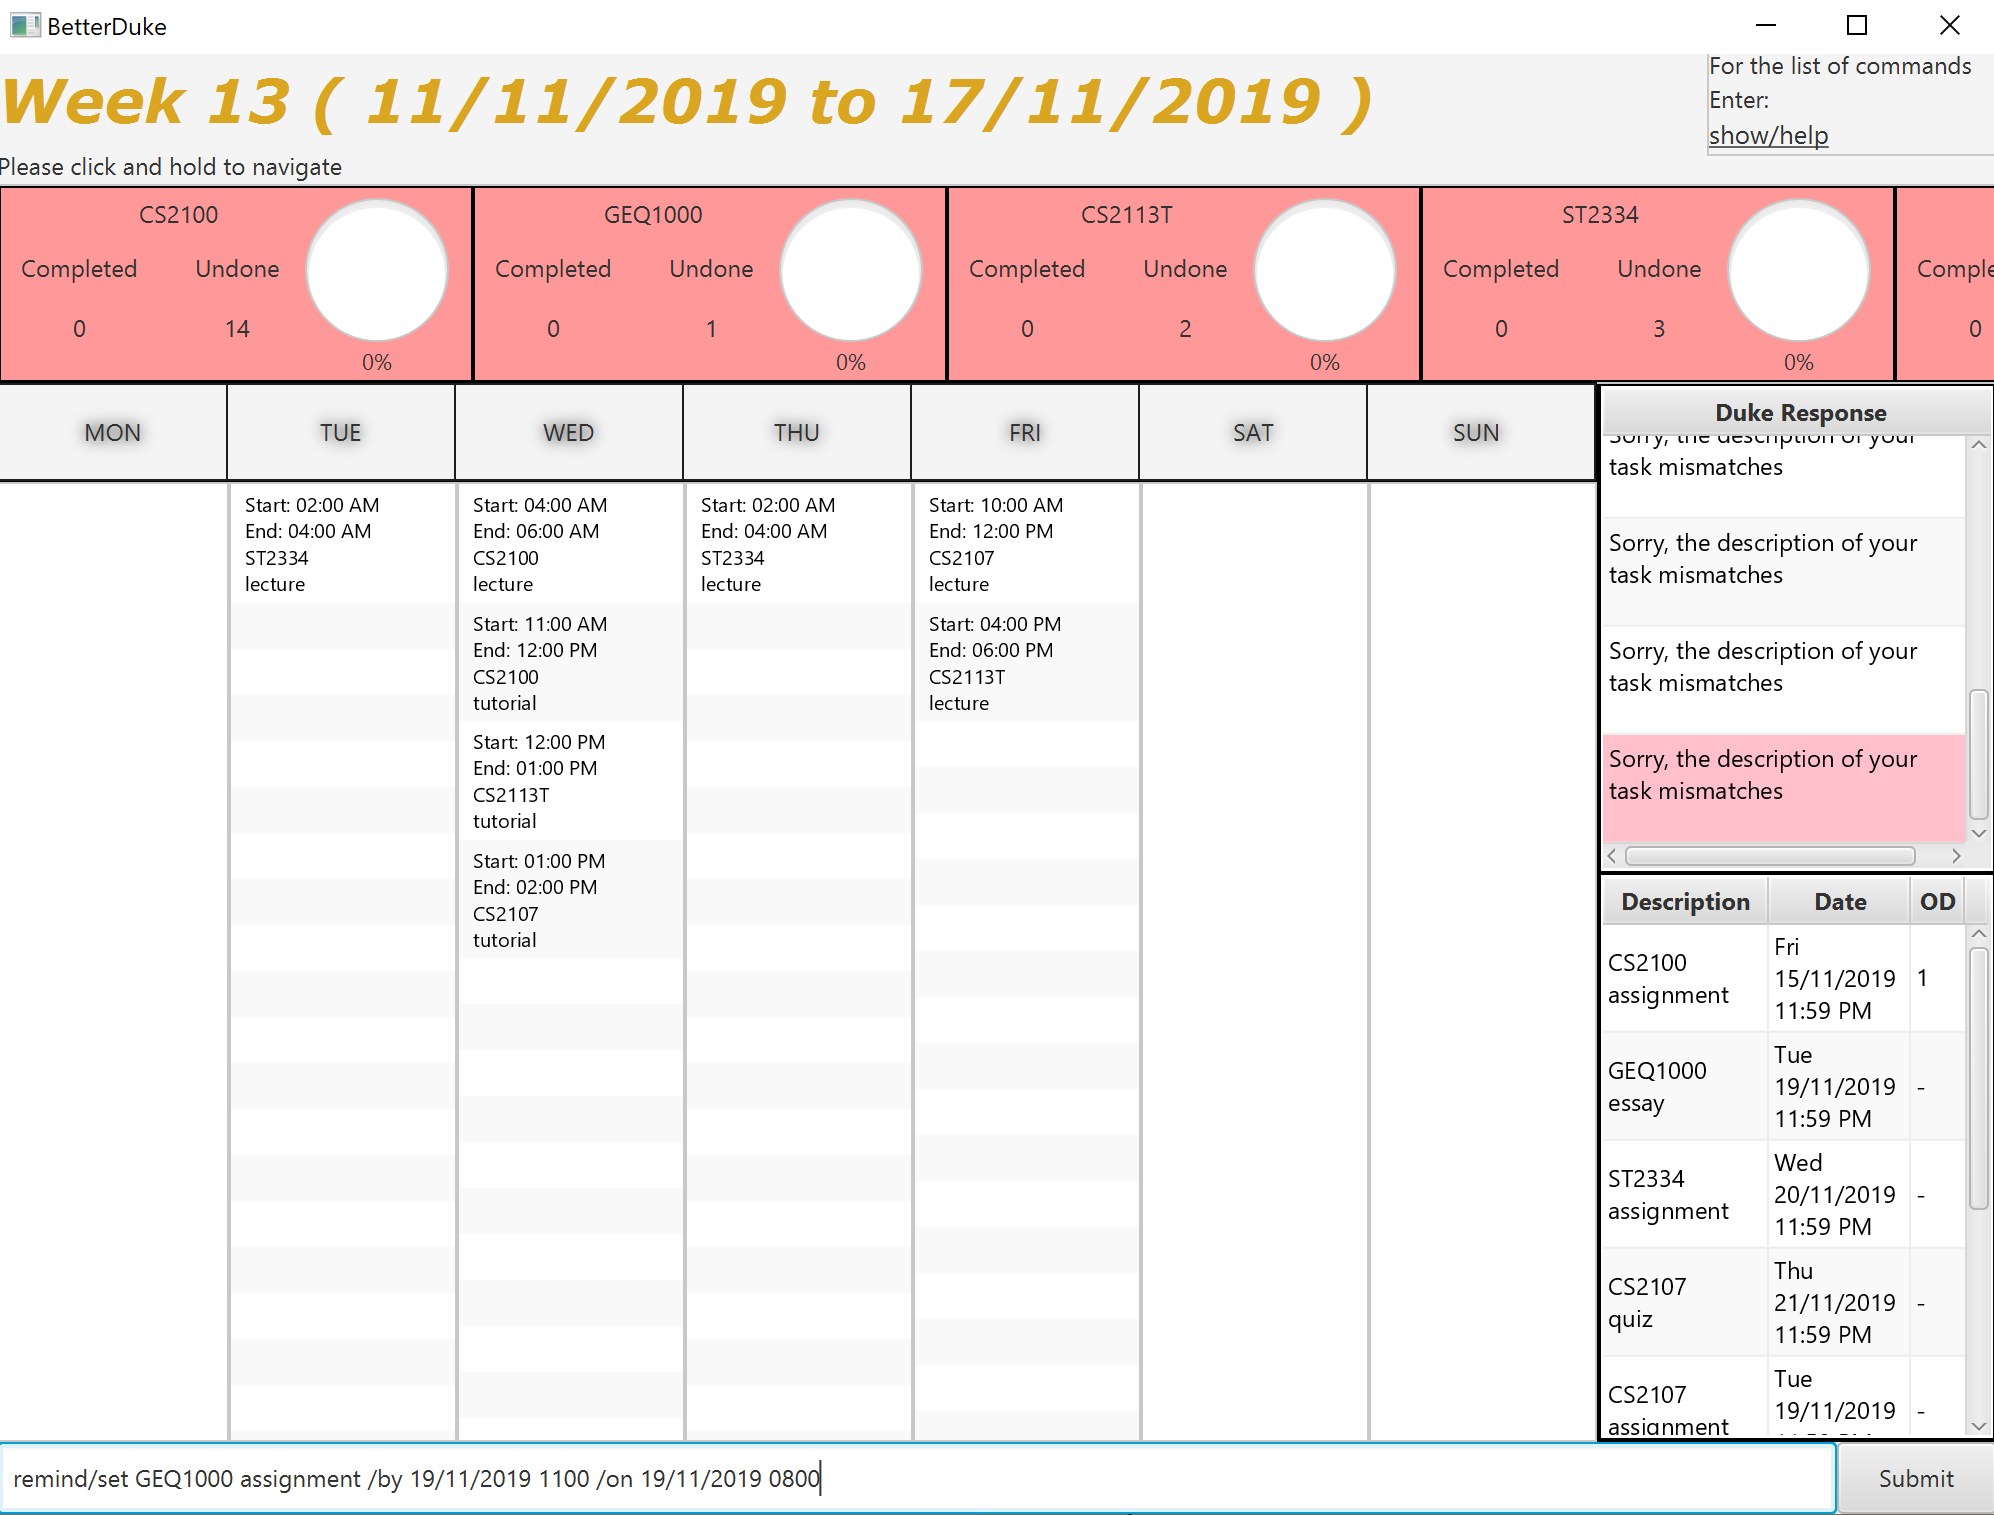 BetterDuke
Week 13 ( 11/11/2019 to 17/11/2019 )
For the list of commands
Enter:
show/help
Please click and hold to navigate
CS2100
Completed Undone
0 14
0%
GEQ1000
Completed Undone
0 1
0%
CS2113T
Completed Undone
0 2
0%
ST2334
Completed Undone
0 3
0%
Comple
0
MON TUE WED THU FRI SAT SUN
Start: 02:00 AM
End: 04:00 AM
ST2334
lecture
Start: 04:00 AM
End: 06:00 AM
CS2100
lecture
Start: 11:00 AM
End: 12:00 PM
CS2100
tutorial
Start: 12:00 PM
End: 01:00 PM
CS2113T
tutorial
Start: 01:00 PM
End: 02:00 PM
CS2107
tutorial
Start: 02:00 AM
End: 04:00 AM
ST2334
lecture
Start: 10:00 AM
End: 12:00 PM
CS2107
lecture
Start: 04:00 PM
End: 06:00 PM
CS2113T
lecture
Duke Response
Sorry, the description of your
task mismatches
Sorry, the description of your
task mismatches
Sorry, the description of your
task mismatches
Sorry, the description of your
task mismatches
Description Date OD
CS2100
assignment
Fri
15/11/2019
11:59 PM
1
GEQ1000
essay
Tue
19/11/2019
11:59 PM
-
ST2334
assignment
Wed
20/11/2019
11:59 PM
-
CS2107
quiz
Thu
21/11/2019
11:59 PM
-
CS2107
assignment
Tue
19/11/2019
-
remind/set GEQ1000 assignment /by 19/11/2019 1100 /on 19/11/2019 0800
Submit